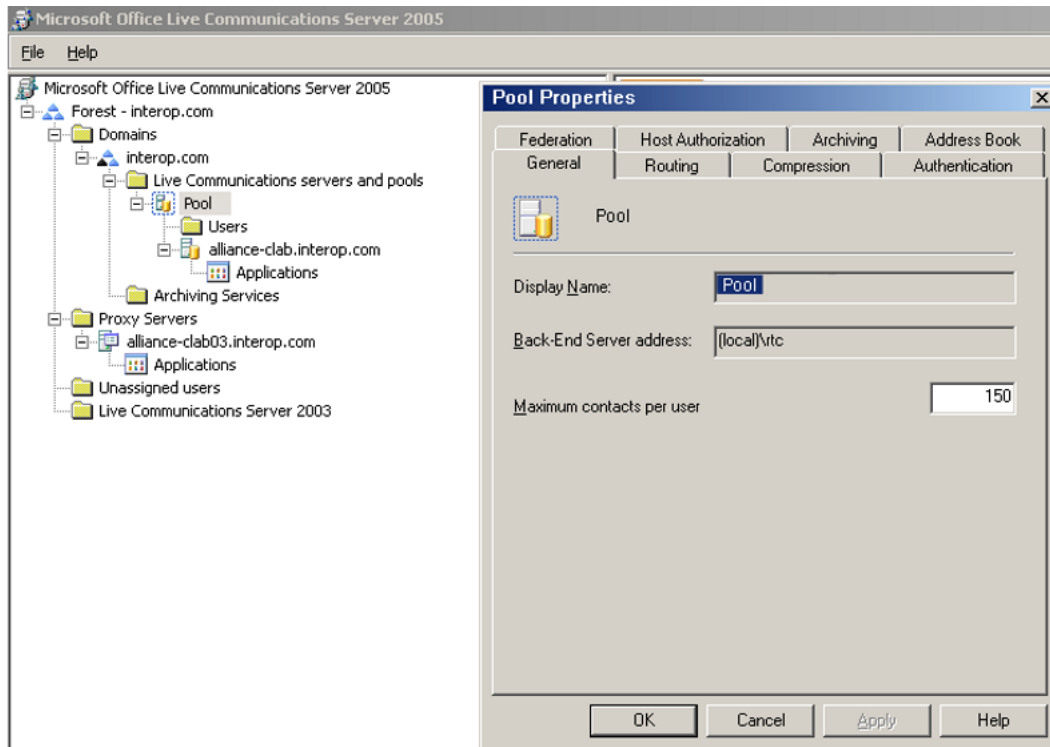 Microsoft Office Live Communications Server 2005
File Help
Microsoft Office Live Communications Server 2005
Forest - interop.com
Domains
interop.com
Live Communications servers and pools
Pool
Users
alliance-clab.interop.com
Applications
Archiving Services
Proxy Servers
alliance-clab03.interop.com
Applications
Unassigned users
Live Communications Server 2003
Pool Properties
Federation Host Authorization Archiving Address Book
General Routing Compression Authentication
Pool
Display Name: Pool
Back-End Server address: (local)\rtc
Maximum contacts per user 150
OK Cancel Apply Help